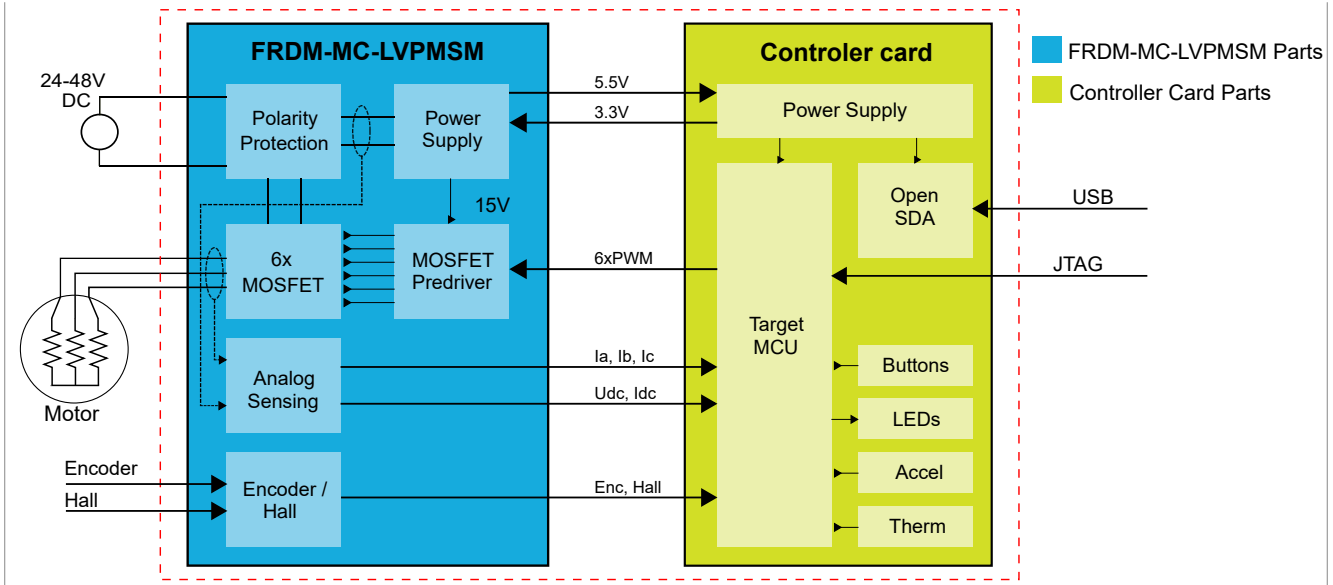 FRDM-MC-LVPMSM
Controler card
FRDM-MC-LVPMSM Parts
Controller Card Parts
24-48V
DC
Polarity
Protection
Power
Supply
5.5V
3.3V
Power Supply
15V
Open
SDA
USB
6x
MOSFET
MOSFET
Predriver
6xPWM
JTAG
Target
MCU
Motor
Analog
Sensing
Ia, Ib, Ic
Udc, Idc
Buttons
LEDs
Accel
Therm
Encoder
Hall
Encoder /
Hall
Enc, Hall